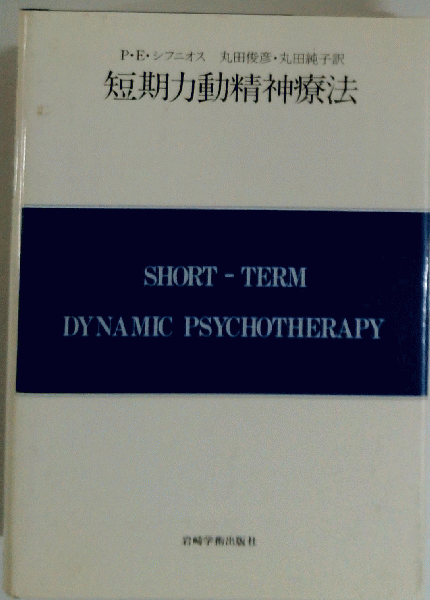 P・E・シフニオス 丸田俊彦・丸田純子訳
短期力動精神療法
SHORT - TERM
DYNAMIC PSYCHOTHERAPY
岩崎学術出版社